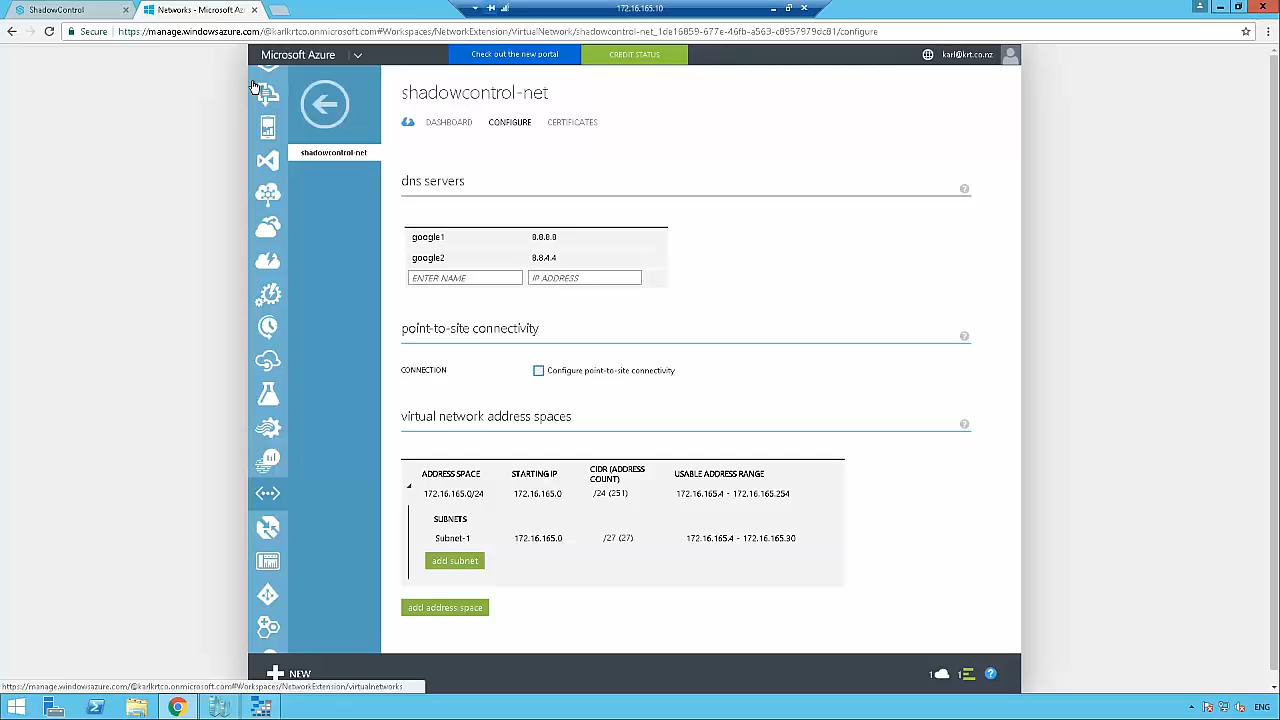 172.16.165.10
ShadowControl
Networks - Microsoft Az
Secure
https://manage.windowsazure.com/@karlkrtco.onmicrosoft.com#Workspaces/NetworkExtension/VirtualNetwork/shadowcontrol-net_1de16859-677e-46fb-a563-c8957979dc81/configure
Microsoft Azure
Check out the new portal
CREDIT STATUS
karl@krt.co.nz
shadowcontrol-net
shadowcontrol-net
DASHBOARD CONFIGURE CERTIFICATES
dns servers
google1 8.8.8.8
google2 8.8.4.4
ENTER NAME IP ADDRESS
point-to-site connectivity
CONNECTION Configure point-to-site connectivity
virtual network address spaces
ADDRESS SPACE STARTING IP CIDR (ADDRESS COUNT) USABLE ADDRESS RANGE
172.16.165.0/24 172.16.165.0 /24 (251) 172.16.165.4 - 172.16.165.254
SUBNETS
Subnet-1 172.16.165.0 /27 (27) 172.16.165.4 - 172.16.165.30
add subnet
add address space
NEW
1
1
https://manage.windowsazure.com/@karlkrtco.onmicrosoft.com#Workspaces/NetworkExtension/virtualnetworks
ENG